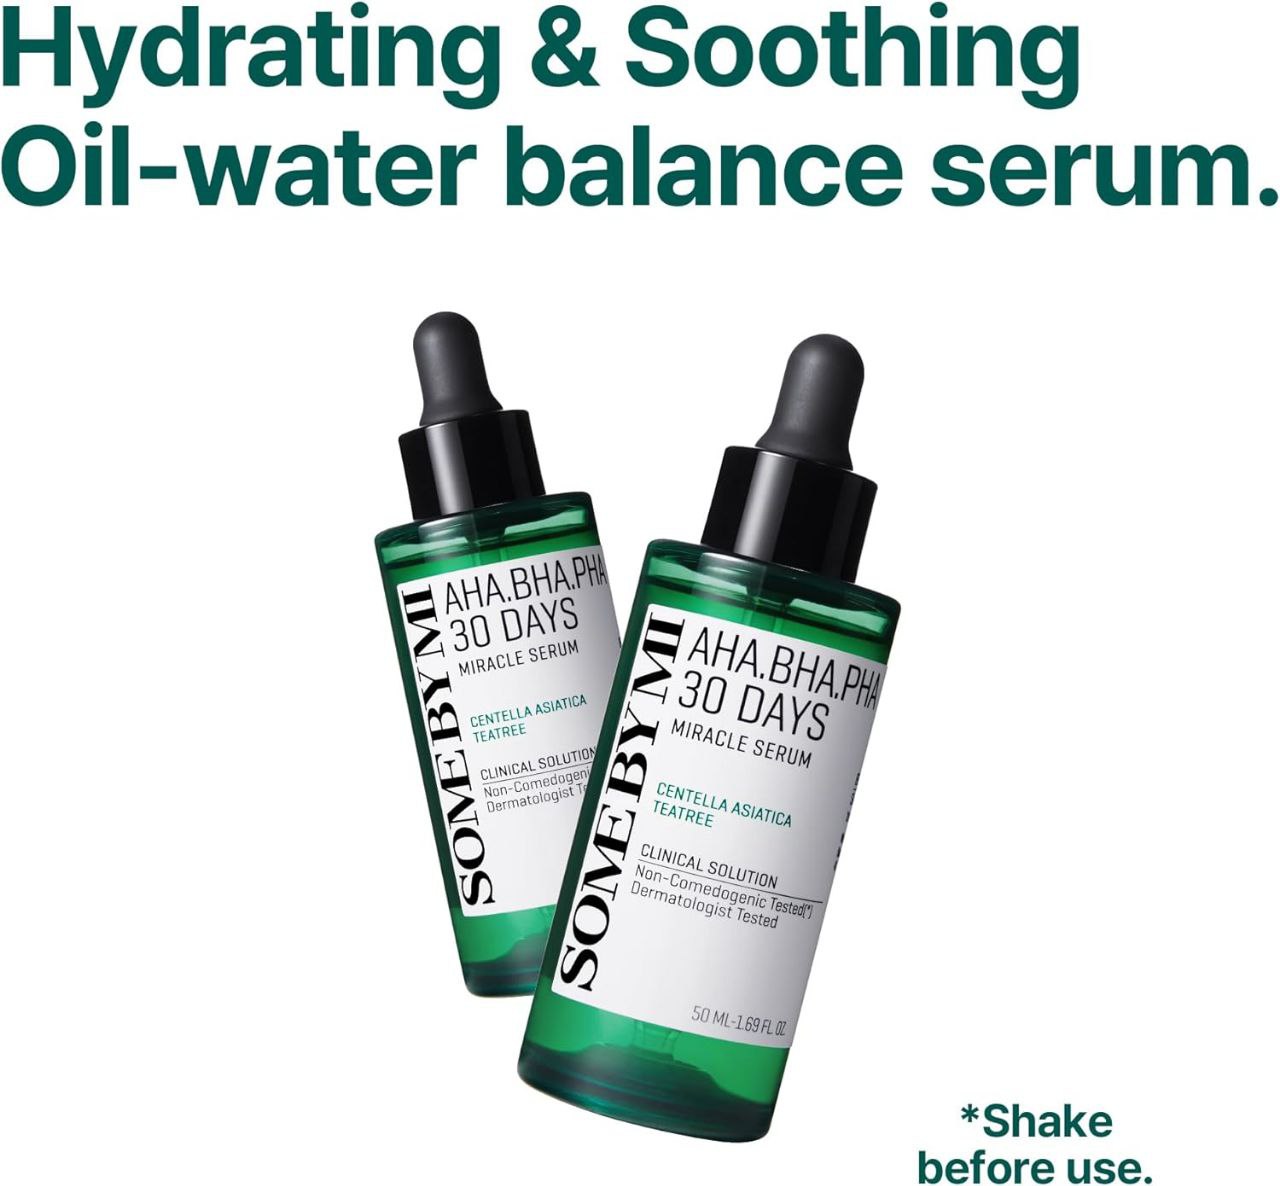 Hydrating & Soothing
Oil-water balance serum.
SOME BY MI
AHA.BHA.PHA
30 DAYS
MIRACLE SERUM
CENTELLA ASIATICA
TEATREE
CLINICAL SOLUTION
Non-Comedogeni
Dermatologist Te
SOME BY MI
AHA.BHA.PHA
30 DAYS
MIRACLE SERUM
CENTELLA ASIATICA
TEATREE
CLINICAL SOLUTION
Non-Comedogenic Tested(*)
Dermatologist Tested
50 ML-1.69 FL OZ.
*Shake
before use.